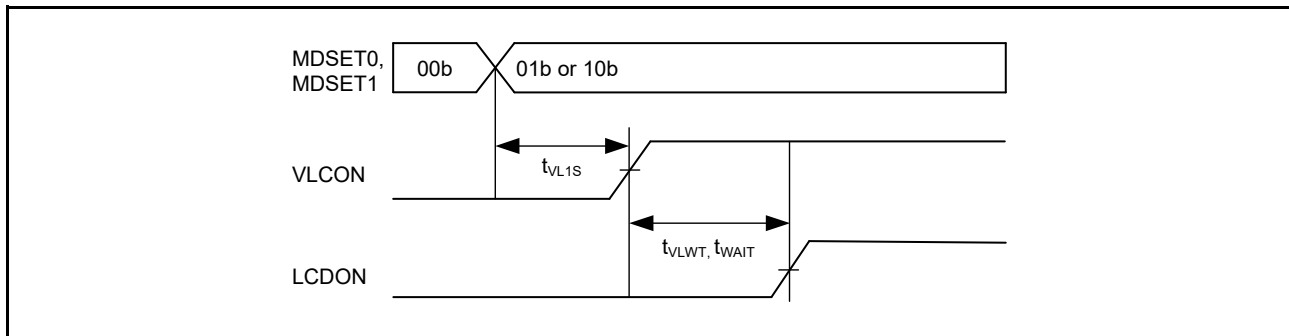 MDSET0,
MDSET1
00b
01b or 10b
tVL1S
VLCON
tVLWT, tWAIT
LCDON